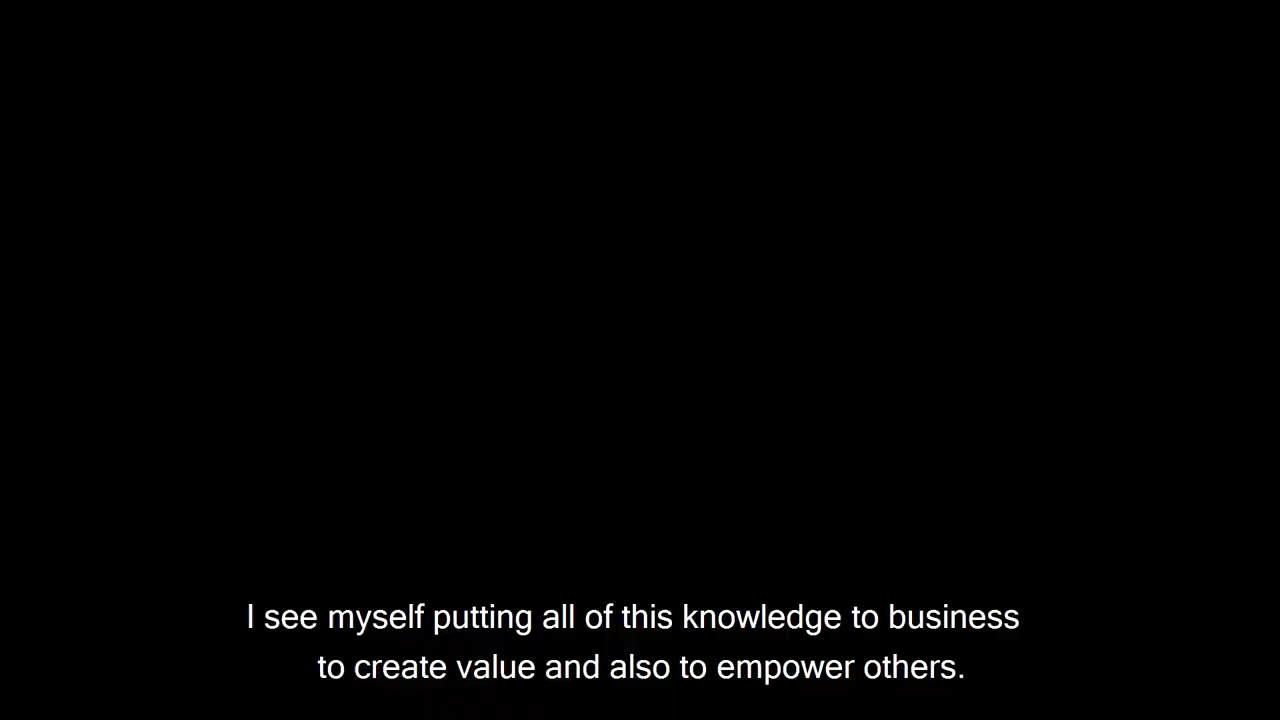 I see myself putting all of this knowledge to business
to create value and also to empower others.